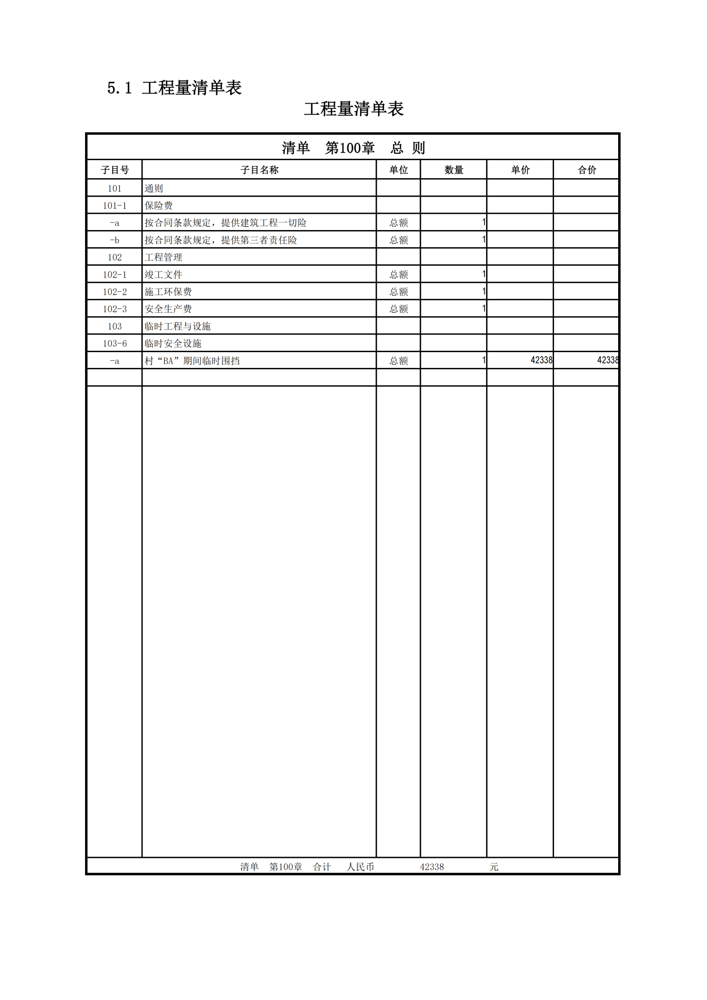 5.1 工程量清单表
工程量清单表
清单 第100章 总 则
子目号 子目名称 单位 数量 单价 合价
101 通则
101-1 保险费
-a 按合同条款规定，提供建筑工程一切险 总额 1
-b 按合同条款规定，提供第三者责任险 总额 1
102 工程管理
102-1 竣工文件 总额 1
102-2 施工环保费 总额 1
102-3 安全生产费 总额 1
103 临时工程与设施
103-6 临时安全设施
-a 村“BA”期间临时围挡 总额 1 42338 42338
清单 第100章 合计 人民币 42338 元